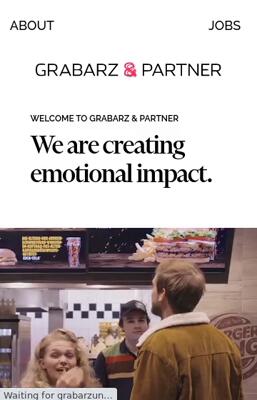 ABOUT
JOBS
GRABARZ & PARTNER
WELCOME TO GRABARZ & PARTNER
We are creating
emotional impact.
BURGER
KING
Waiting for grabarzun...